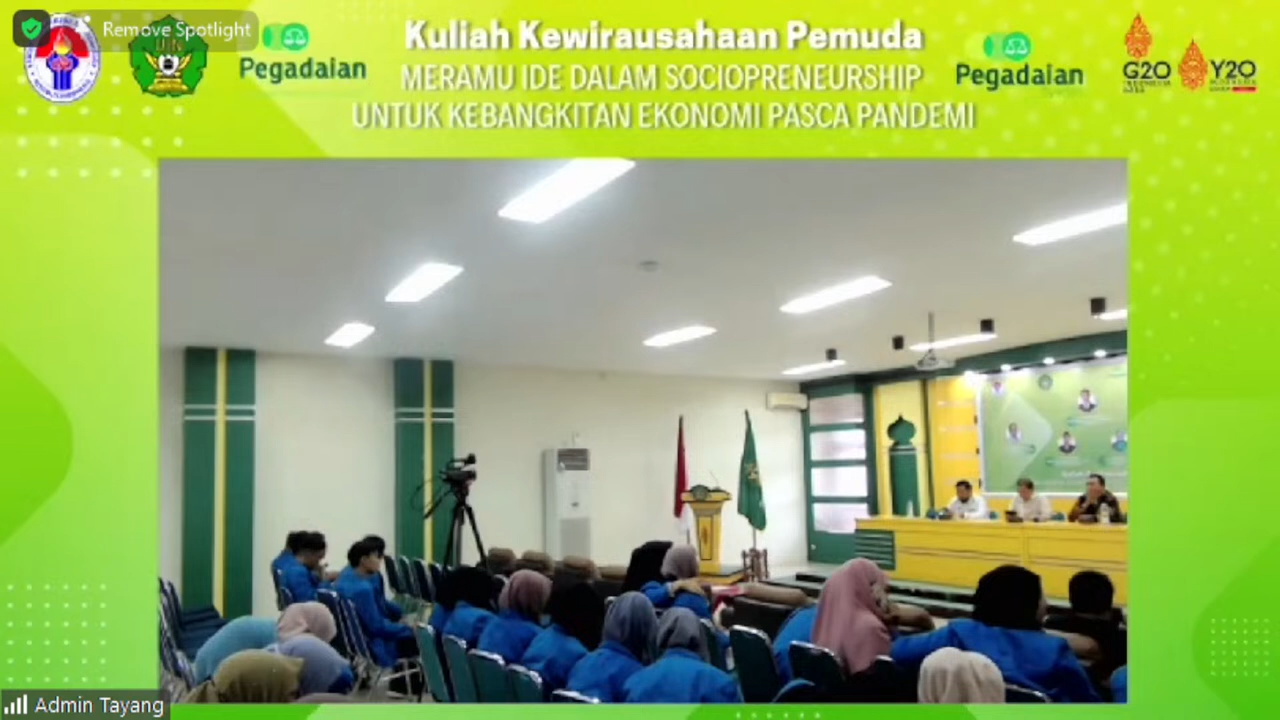 Remove Spotlight
Pegadaian
Kuliah Kewirausahaan Pemuda
MERAMU IDE DALAM SOCIOPRENEURSHIP
UNTUK KEBANGKITAN EKONOMI PASCA PANDEMI
Pegadaian
G20
Y20
Admin Tayang